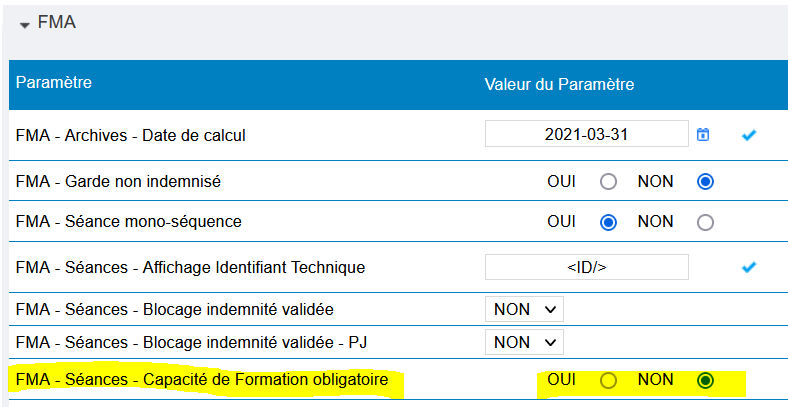 FMA
Paramètre Valeur du Paramètre
FMA - Archives - Date de calcul 2021-03-31
FMA - Garde non indemnisé OUI NON
FMA - Séance mono-séquence OUI NON
FMA - Séances - Affichage Identifiant Technique <ID/>
FMA - Séances - Blocage indemnité validée NON
FMA - Séances - Blocage indemnité validée - PJ NON
FMA - Séances - Capacité de Formation obligatoire OUI NON